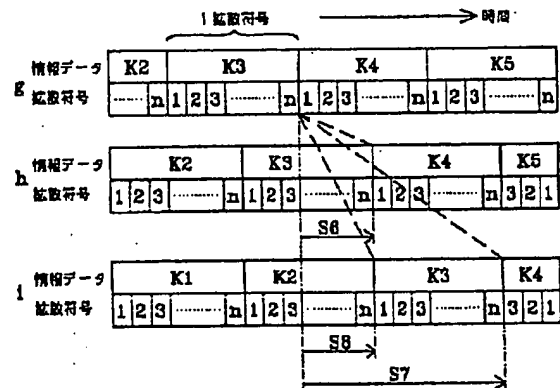 1拡散符号 時間
g 情報データ K2 K3 K4 K5
拡散符号 …… n 1 2 3 …… n 1 2 3 …… n 1 2 3 …… n
h 情報データ K2 K3 K4 K5
拡散符号 1 2 3 …… n 1 2 3 …… n 1 2 3 …… n 3 2 1
S6
i 情報データ K1 K2 K3 K4
拡散符号 1 2 3 …… n 1 2 3 …… n 1 2 3 …… n 3 2 1
S8
S7